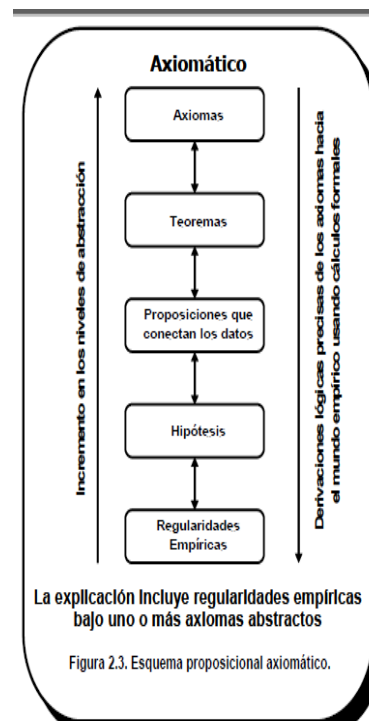 Axiomático
Axiomas
Teoremas
Proposiciones que
conectan los datos
Hipótesis
Regularidades
Empíricas
Incremento en los niveles de abstracción
Derivaciones lógicas precisas de los axiomas hacia
el mundo empírico usando cálculos formales
La explicación incluye regularidades empíricas
bajo uno o más axiomas abstractos
Figura 2.3. Esquema proposicional axiomático.